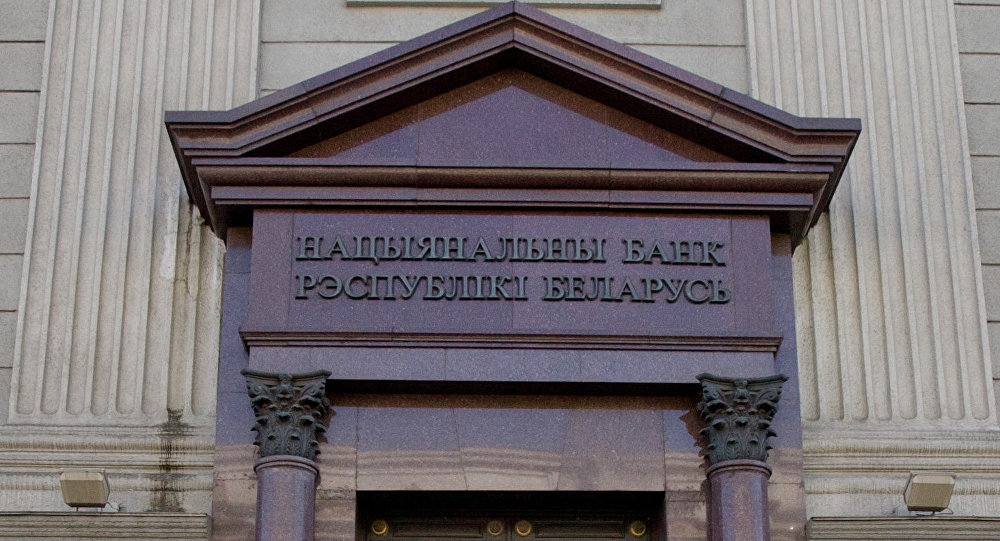 НАЦЫЯНАЛЬНЫ БАНК
РЭСПУБЛІКІ БЕЛАРУСЬ